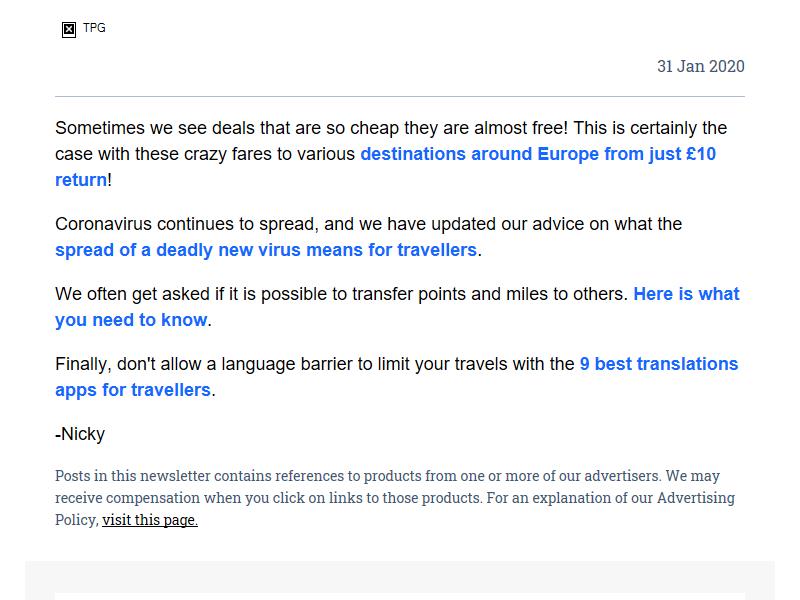 TPG
31 Jan 2020
Sometimes we see deals that are so cheap they are almost free! This is certainly the
case with these crazy fares to various destinations around Europe from just £10
return!
Coronavirus continues to spread, and we have updated our advice on what the
spread of a deadly new virus means for travellers.
We often get asked if it is possible to transfer points and miles to others. Here is what
you need to know.
Finally, don't allow a language barrier to limit your travels with the 9 best translations
apps for travellers.
-Nicky
Posts in this newsletter contains references to products from one or more of our advertisers. We may
receive compensation when you click on links to those products. For an explanation of our Advertising
Policy, visit this page.